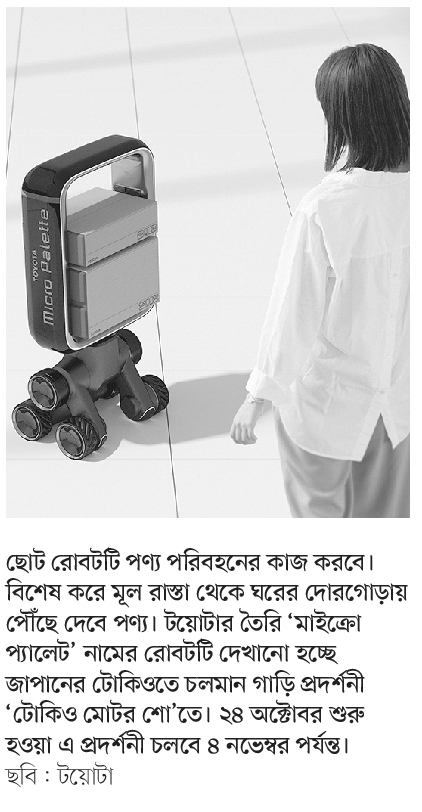 TOYOTA
Micro Palette
ছোট রোবটটি পণ্য পরিবহনের কাজ করবে।
বিশেষ করে মূল রাস্তা থেকে ঘরের দোরগোড়ায়
পৌঁছে দেবে পণ্য। টয়োটার তৈরি ‘মাইক্রো
প্যালেট’ নামের রোবটটি দেখানো হচ্ছে
জাপানের টোকিওতে চলমান গাড়ি প্রদর্শনী
‘টোকিও মোটর শো’তে। ২৪ অক্টোবর শুরু
হওয়া এ প্রদর্শনী চলবে ৪ নভেম্বর পর্যন্ত।
ছবি : টয়োটা